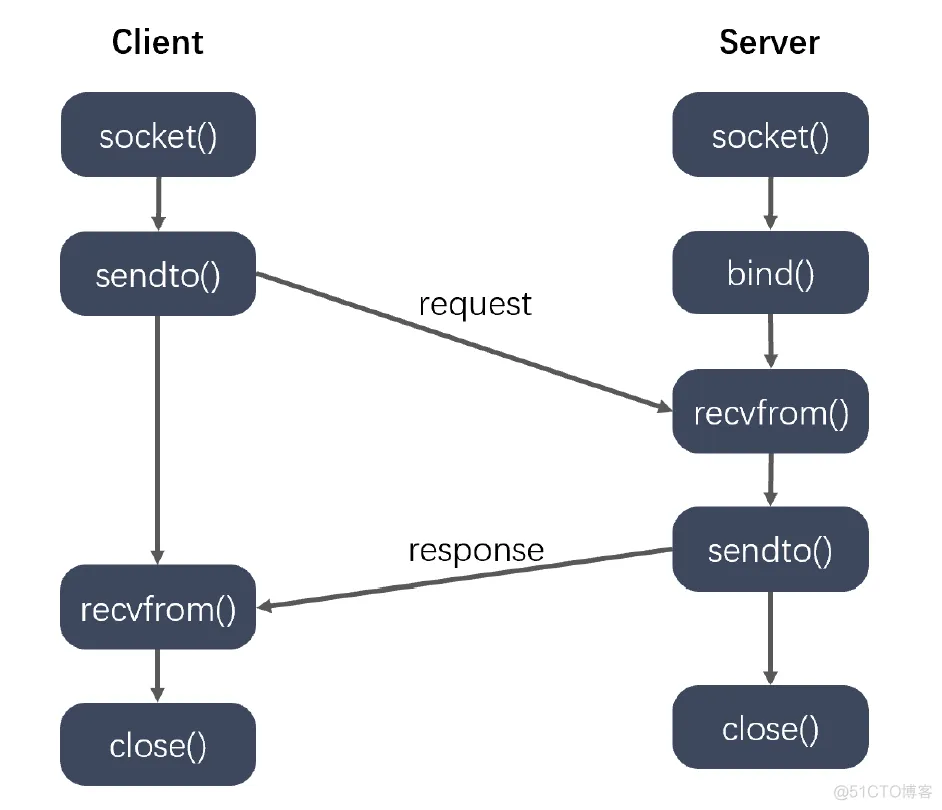 Client
Server
socket()
socket()
sendto()
bind()
request
recvfrom()
response
sendto()
recvfrom()
close()
close()
@51CTO博客